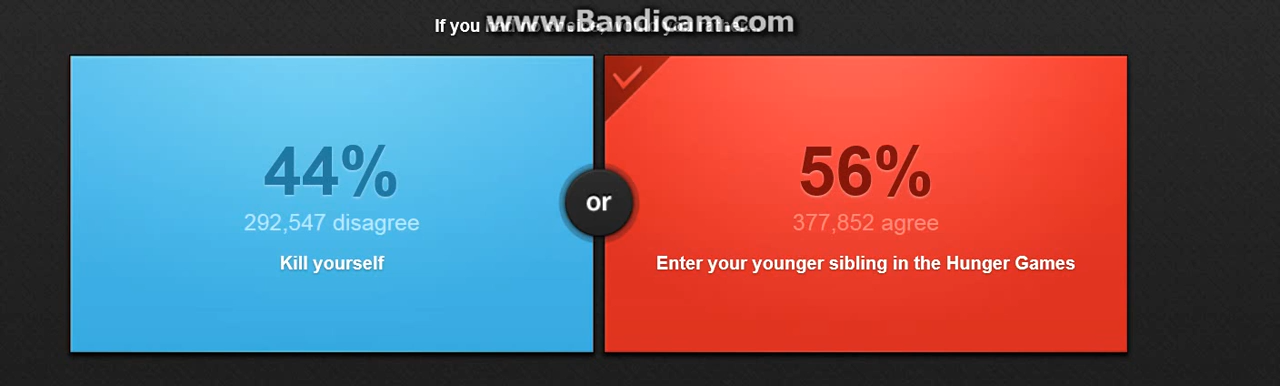 www.Bandicam.com
If you
44%
292,547 disagree
Kill yourself
or
56%
377,852 agree
Enter your younger sibling in the Hunger Games